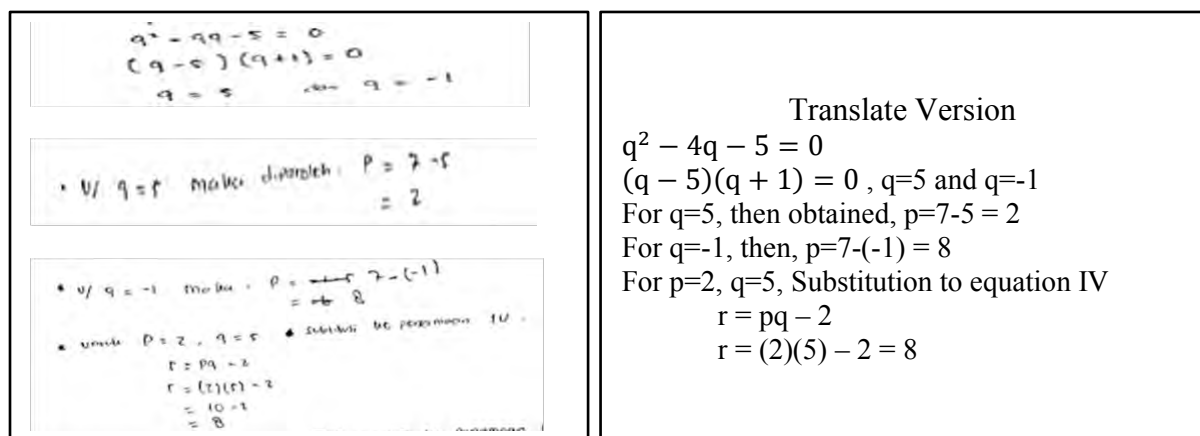 q² - 4q - 5 = 0
(q - 5) (q + 1) = 0
q = 5 dan q = -1
• U/ q = 5 maka diperoleh. P = 7 - 5
= 2
• U/ q = -1 maka. P = 7 - (-1)
= 8
• untuk P = 2, q = 5 • substitusi ke persamaan IV.
r = Pq - 2
r = (2)(5) - 2
= 10 - 2
= 8
Translate Version
q² − 4q − 5 = 0
(q − 5)(q + 1) = 0 , q=5 and q=-1
For q=5, then obtained, p=7-5 = 2
For q=-1, then, p=7-(-1) = 8
For p=2, q=5, Substitution to equation IV
r = pq – 2
r = (2)(5) – 2 = 8